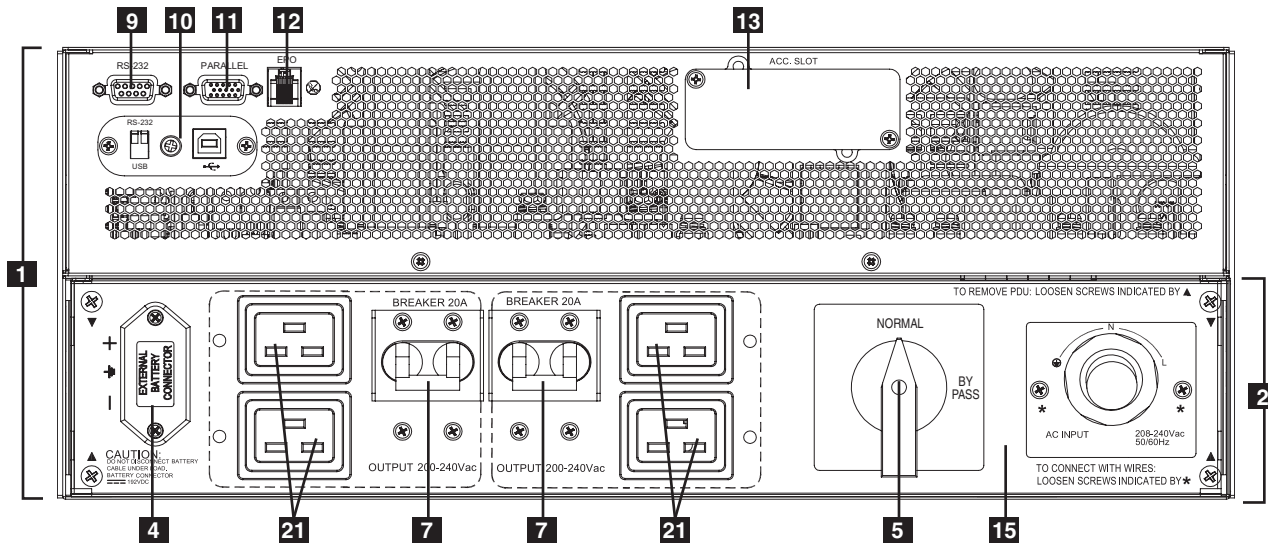 9 10 11 12 13
RS-232 PARALLEL EPO ACC. SLOT
RS-232
USB
1
TO REMOVE PDU: LOOSEN SCREWS INDICATED BY ▲
2
+
−
EXTERNAL
BATTERY
CONNECTOR
BREAKER 20A BREAKER 20A
NORMAL
BY
PASS
N
L
* *
AC INPUT
208-240Vac
50/60Hz
OUTPUT 200-240Vac OUTPUT 200-240Vac
CAUTION:
DO NOT DISCONNECT BATTERY
CABLE UNDER LOAD,
BATTERY CONNECTOR
192VDC
TO CONNECT WITH WIRES:
LOOSEN SCREWS INDICATED BY *
4 21 7 7 21 5 15